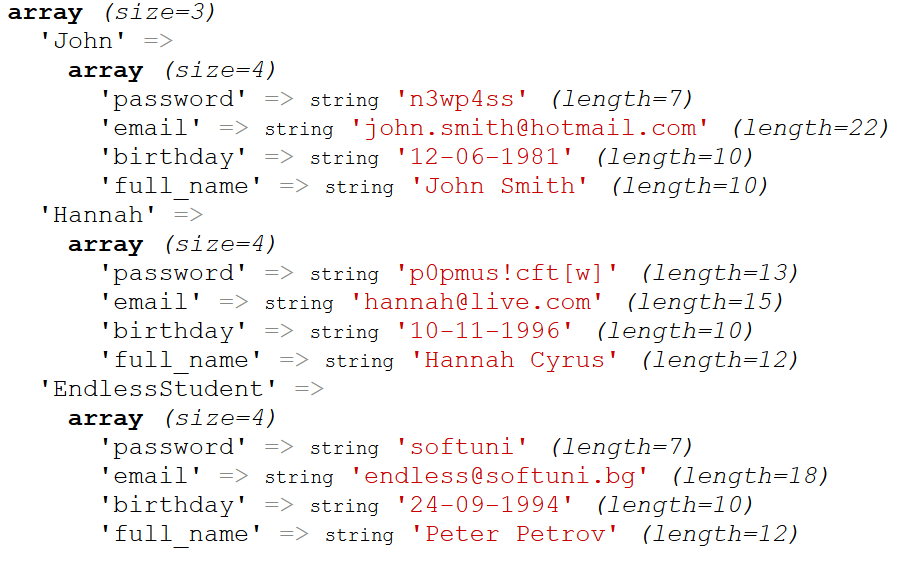 array (size=3)
'John' =>
array (size=4)
'password' => string 'n3wp4ss' (length=7)
'email' => string 'john.smith@hotmail.com' (length=22)
'birthday' => string '12-06-1981' (length=10)
'full_name' => string 'John Smith' (length=10)
'Hannah' =>
array (size=4)
'password' => string 'p0pmus!cft[w]' (length=13)
'email' => string 'hannah@live.com' (length=15)
'birthday' => string '10-11-1996' (length=10)
'full_name' => string 'Hannah Cyrus' (length=12)
'EndlessStudent' =>
array (size=4)
'password' => string 'softuni' (length=7)
'email' => string 'endless@softuni.bg' (length=18)
'birthday' => string '24-09-1994' (length=10)
'full_name' => string 'Peter Petrov' (length=12)